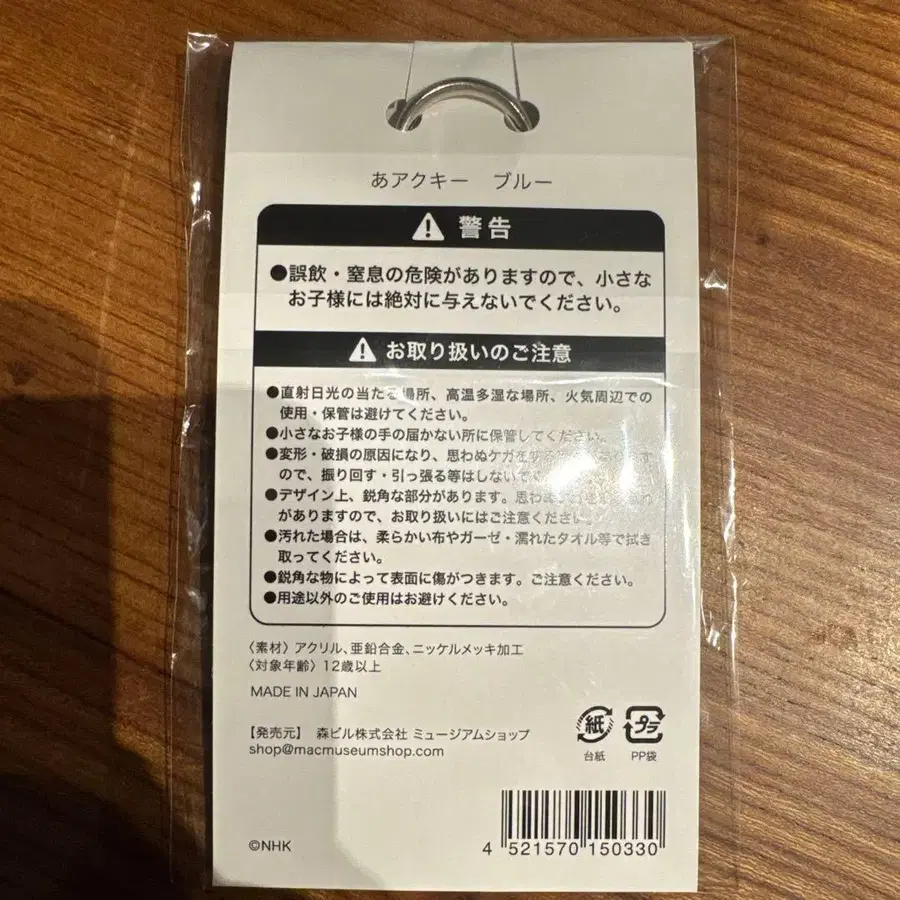 あアクキー ブルー
警告
●誤飲・窒息の危険がありますので、小さな
お子様には絶対に与えないでください。
お取り扱いのご注意
●直射日光の当たる場所、高温多湿な場所、火気周辺での
使用・保管は避けてください。
●小さなお子様の手の届かない所に保管してください。
●変形・破損の原因になり、思わぬケガをする
ので、振り回す・引っ張る等はしないで
●デザイン上、鋭角な部分があります。思わぬ
がありますので、お取り扱いにはご注意ください。
●汚れた場合は、柔らかい布やガーゼ・濡れたタオル等で拭き
取ってください。
●鋭角な物によって表面に傷がつきます。ご注意ください。
●用途以外のご使用はお避けください。
〈素材〉アクリル、亜鉛合金、ニッケルメッキ加工
〈対象年齢〉12歳以上
MADE IN JAPAN
【発売元】 森ビル株式会社 ミュージアムショップ
shop@macmuseumshop.com
紙 プラ
台紙 PP袋
©NHK
4 521570 150330